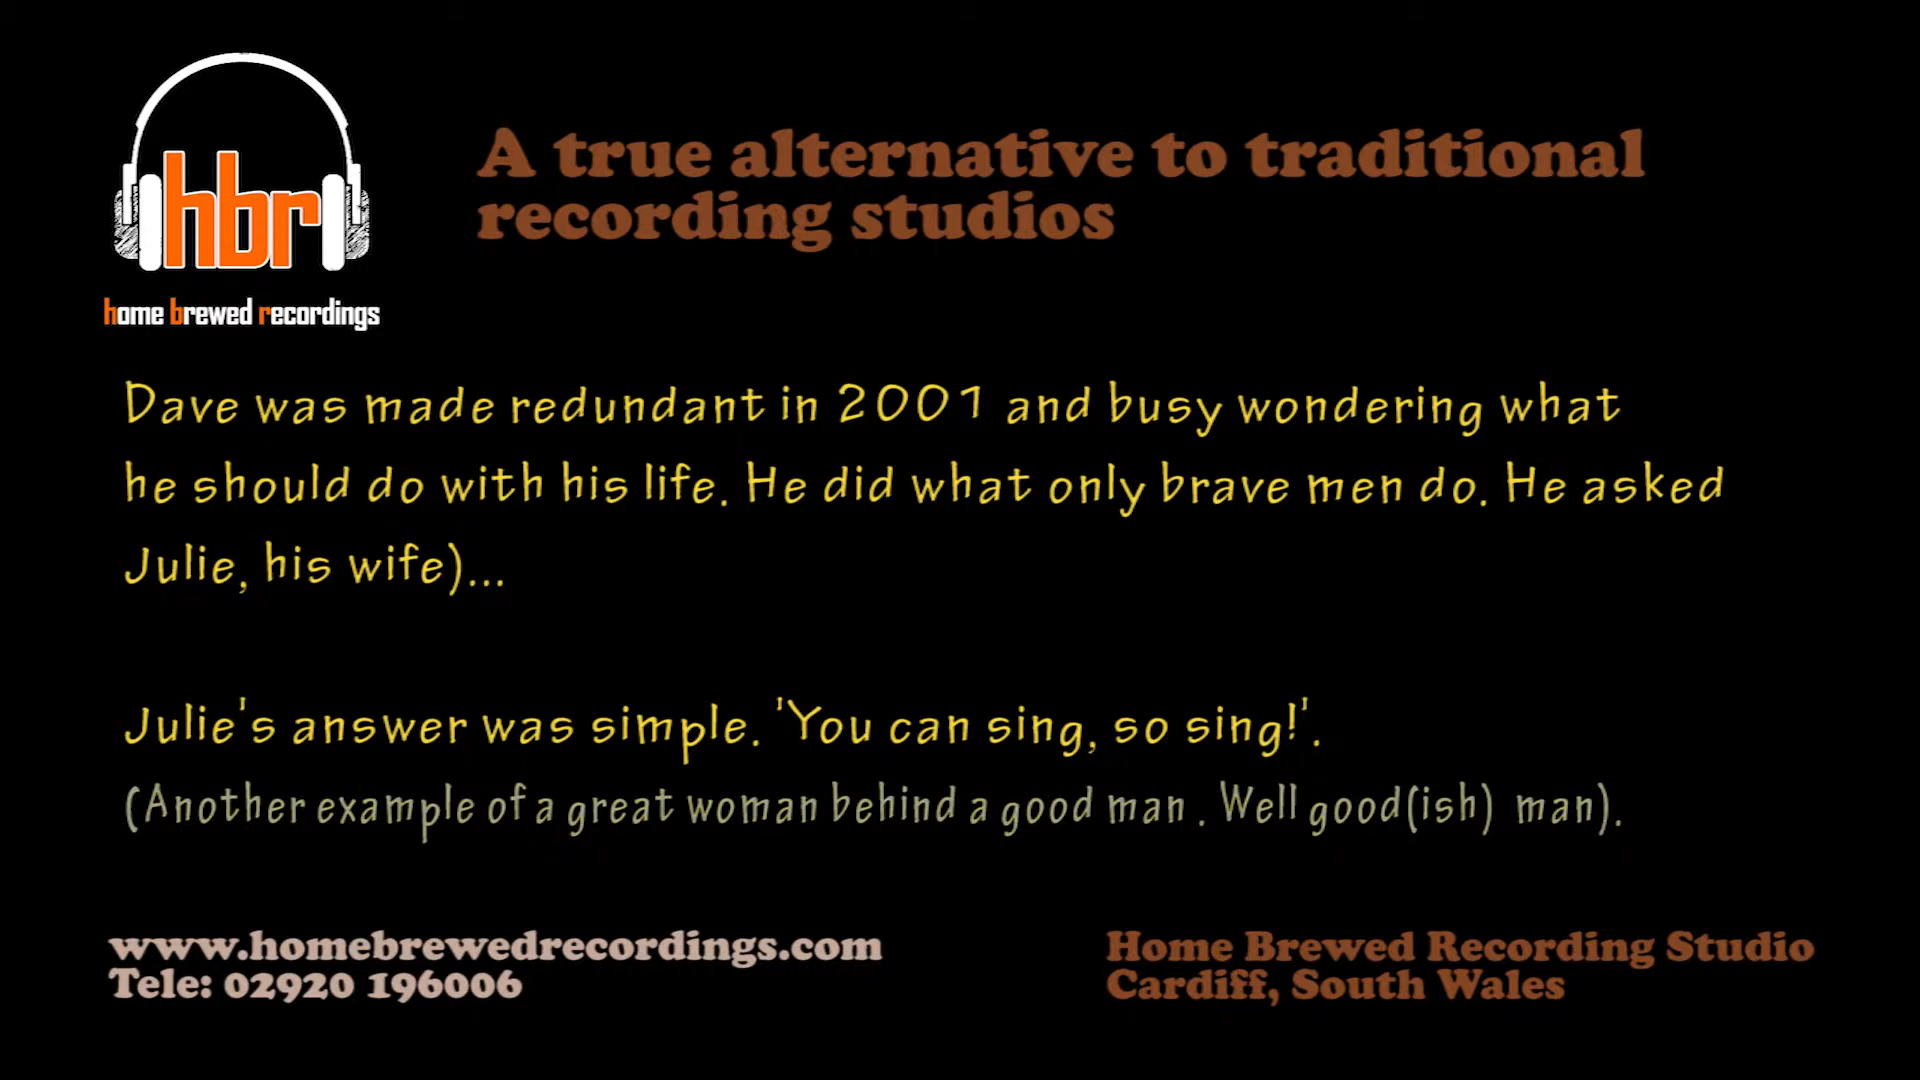 hbr
home brewed recordings
A true alternative to traditional
recording studios
Dave was made redundant in 2001 and busy wondering what
he should do with his life. He did what only brave men do. He asked
Julie, his wife)...
Julie's answer was simple. 'You can sing, so sing!'.
(Another example of a great woman behind a good man . Well good(ish) man).
www.homebrewedrecordings.com
Tele: 02920 196006
Home Brewed Recording Studio
Cardiff, South Wales